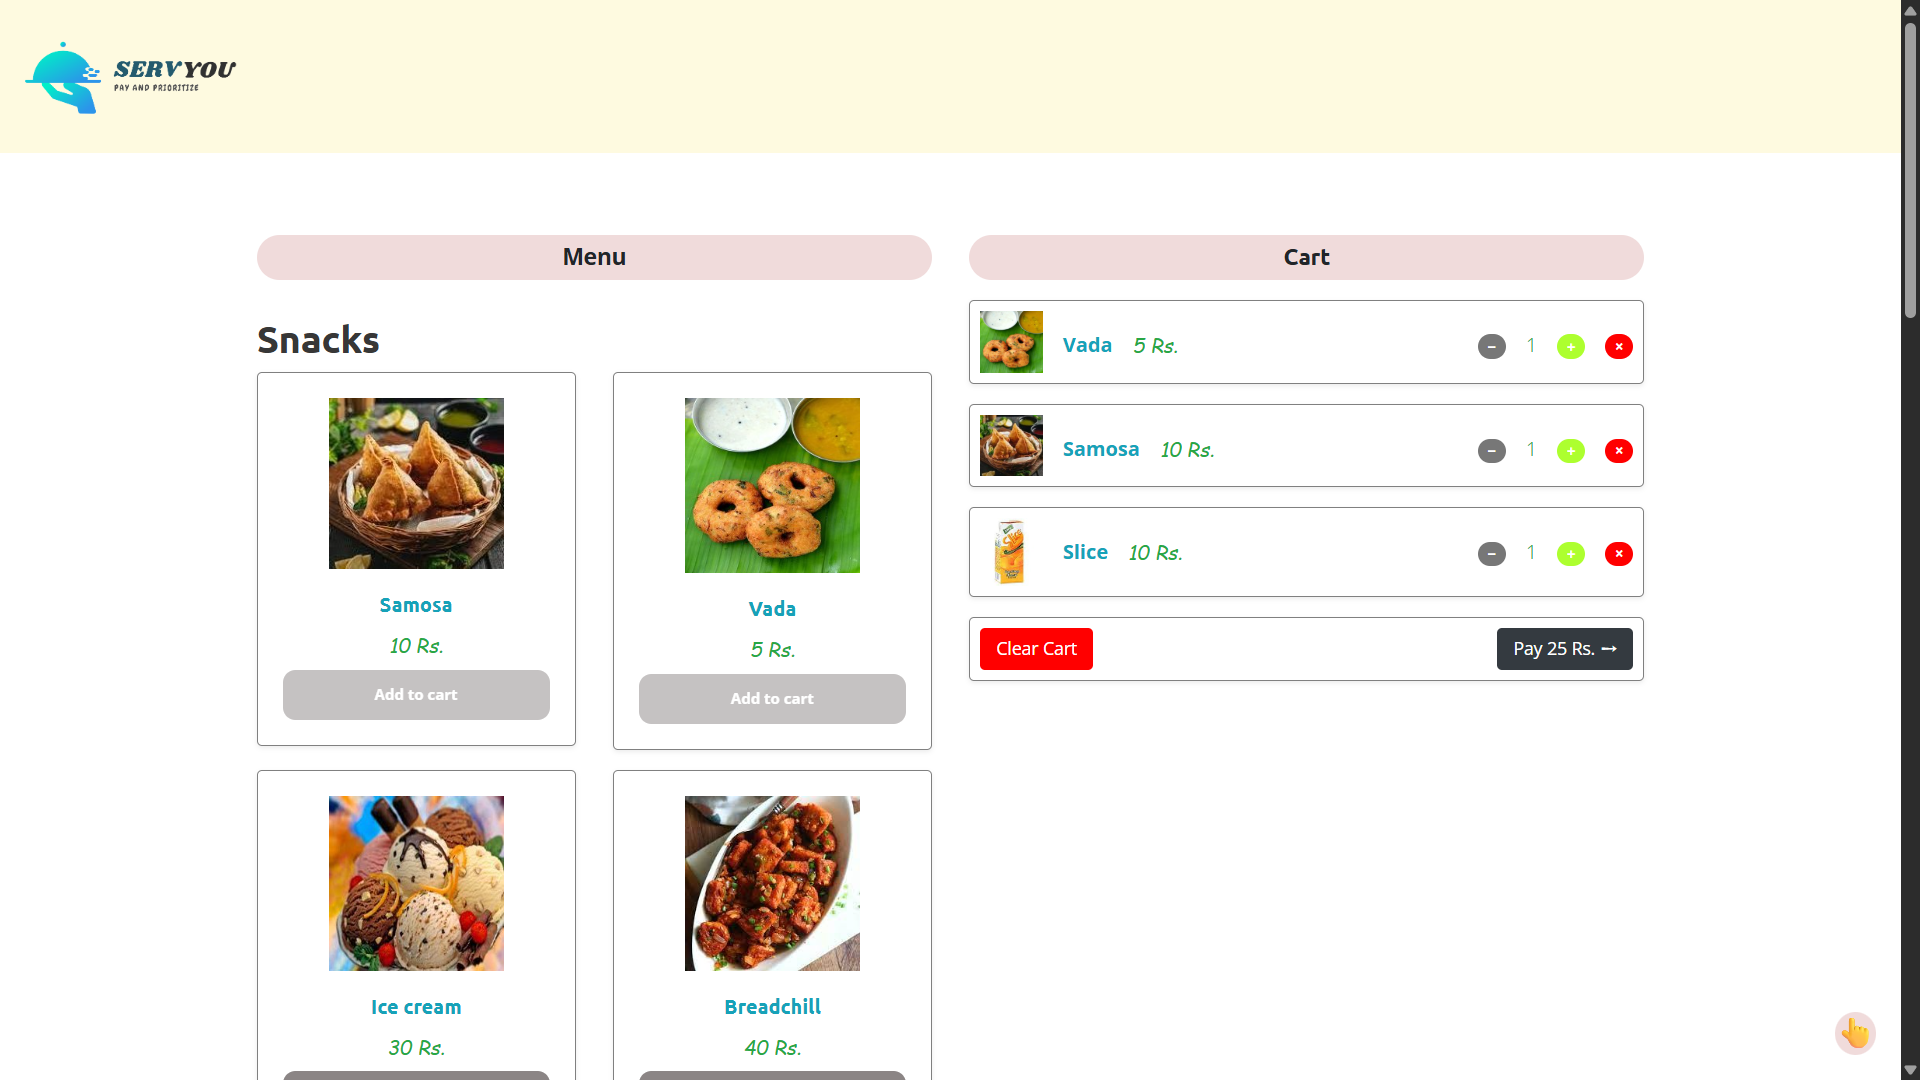 SERVYOU
PAY AND PRIORITIZE
Menu
Snacks
Samosa
10 Rs.
Add to cart
Vada
5 Rs.
Add to cart
Ice cream
30 Rs.
Breadchill
40 Rs.
Cart
Vada 5 Rs. − 1 + ×
Samosa 10 Rs. − 1 + ×
Slice 10 Rs. − 1 + ×
Clear Cart Pay 25 Rs. →